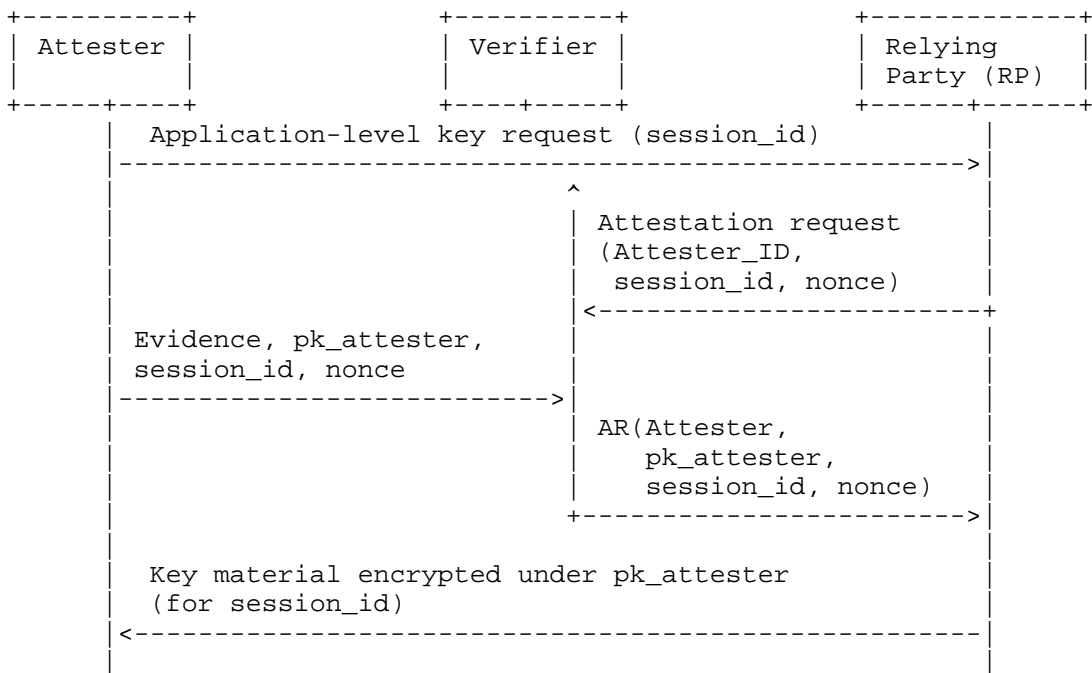 Attester
Verifier
Relying
Party (RP)
Application-level key request (session_id)
Attestation request
(Attester_ID,
session_id, nonce)
Evidence, pk_attester,
session_id, nonce
AR(Attester,
pk_attester,
session_id, nonce)
Key material encrypted under pk_attester
(for session_id)